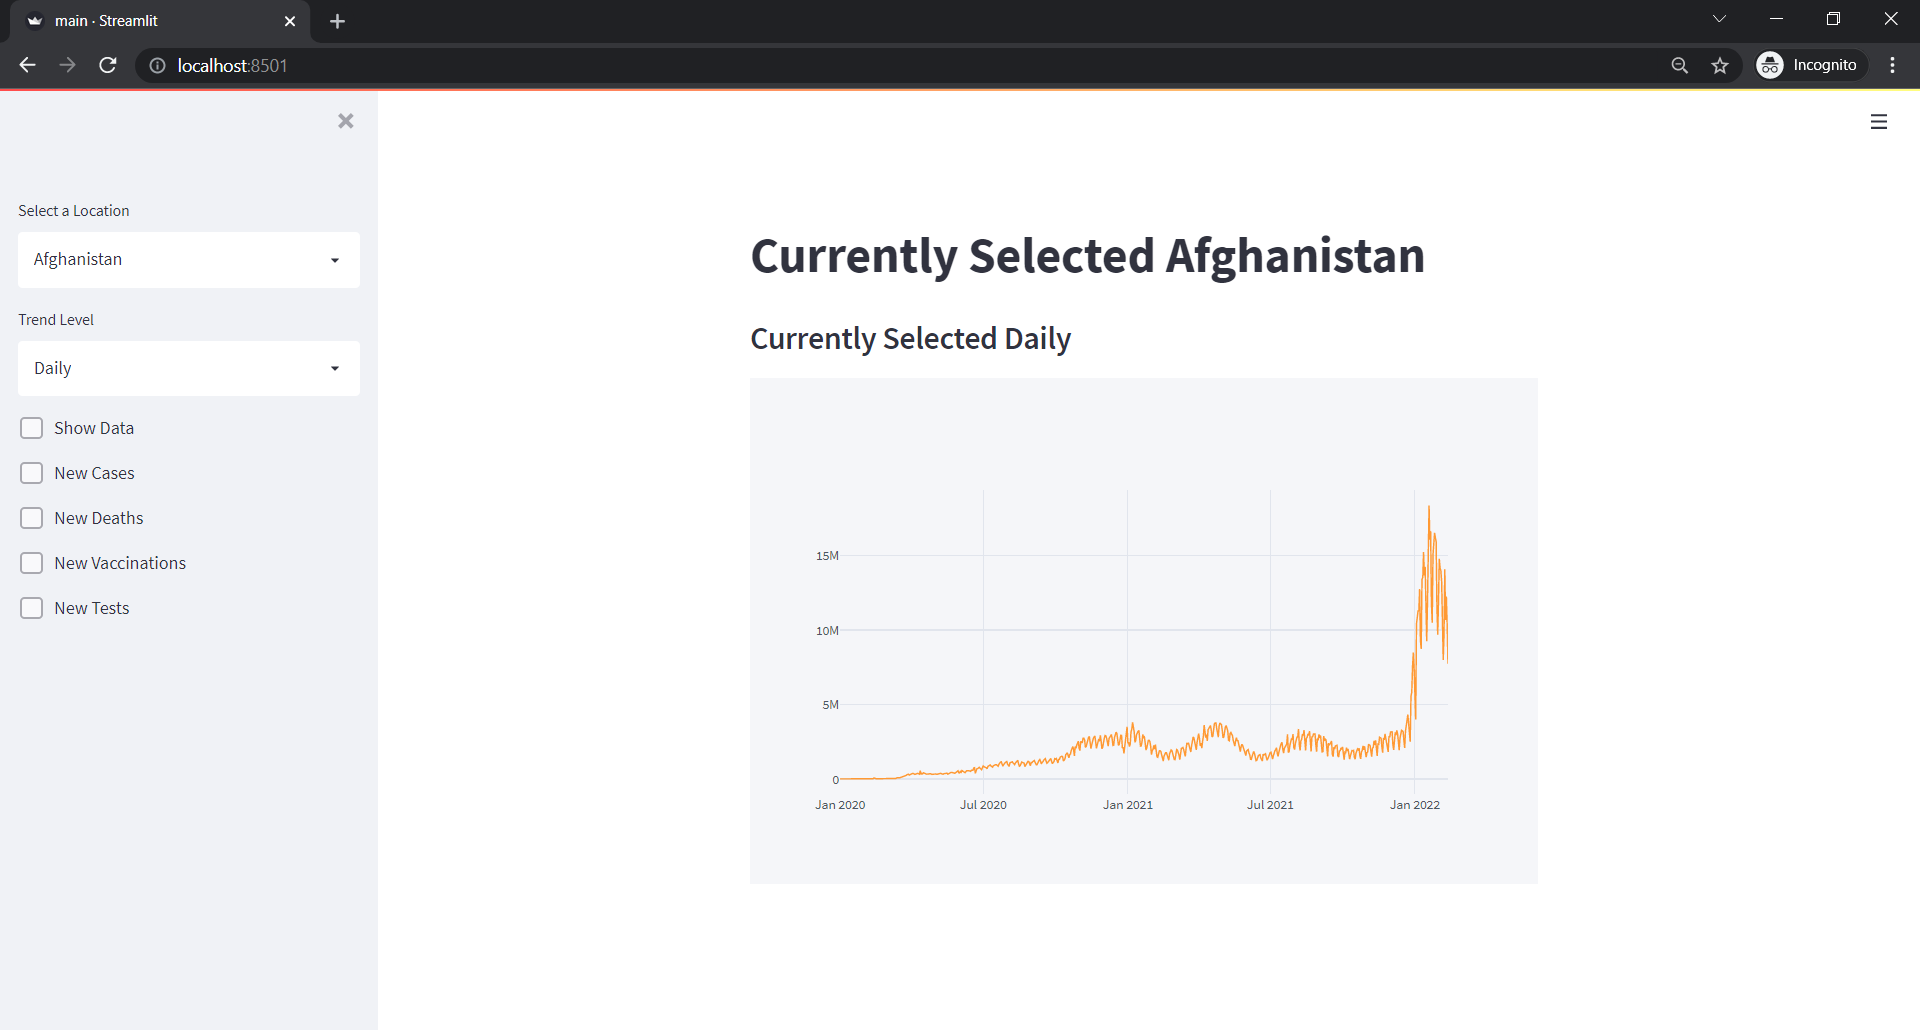 main · Streamlit
localhost:8501
Incognito
Select a Location
Afghanistan
Trend Level
Daily
Show Data
New Cases
New Deaths
New Vaccinations
New Tests
Currently Selected Afghanistan
Currently Selected Daily
15M
10M
5M
0
Jan 2020 Jul 2020 Jan 2021 Jul 2021 Jan 2022